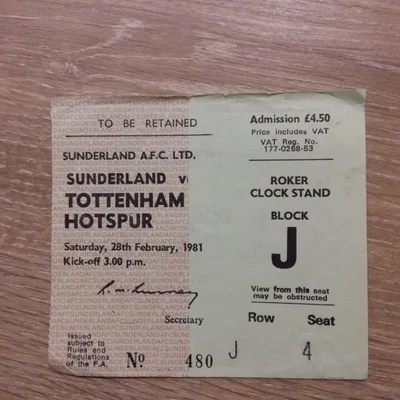 TO BE RETAINED
SUNDERLAND A.F.C. LTD.
SUNDERLAND v.
TOTTENHAM
HOTSPUR
Saturday, 28th February, 1981
Kick-off 3.00 p.m.
Secretary
Issued
subject to
Rules and
Regulations
of the F.A.
No 480
Admission £4.50
Price includes VAT
VAT Reg. No.
177-0268-53
ROKER
CLOCK STAND
BLOCK
J
View from this seat
may be obstructed
Row Seat
J 4